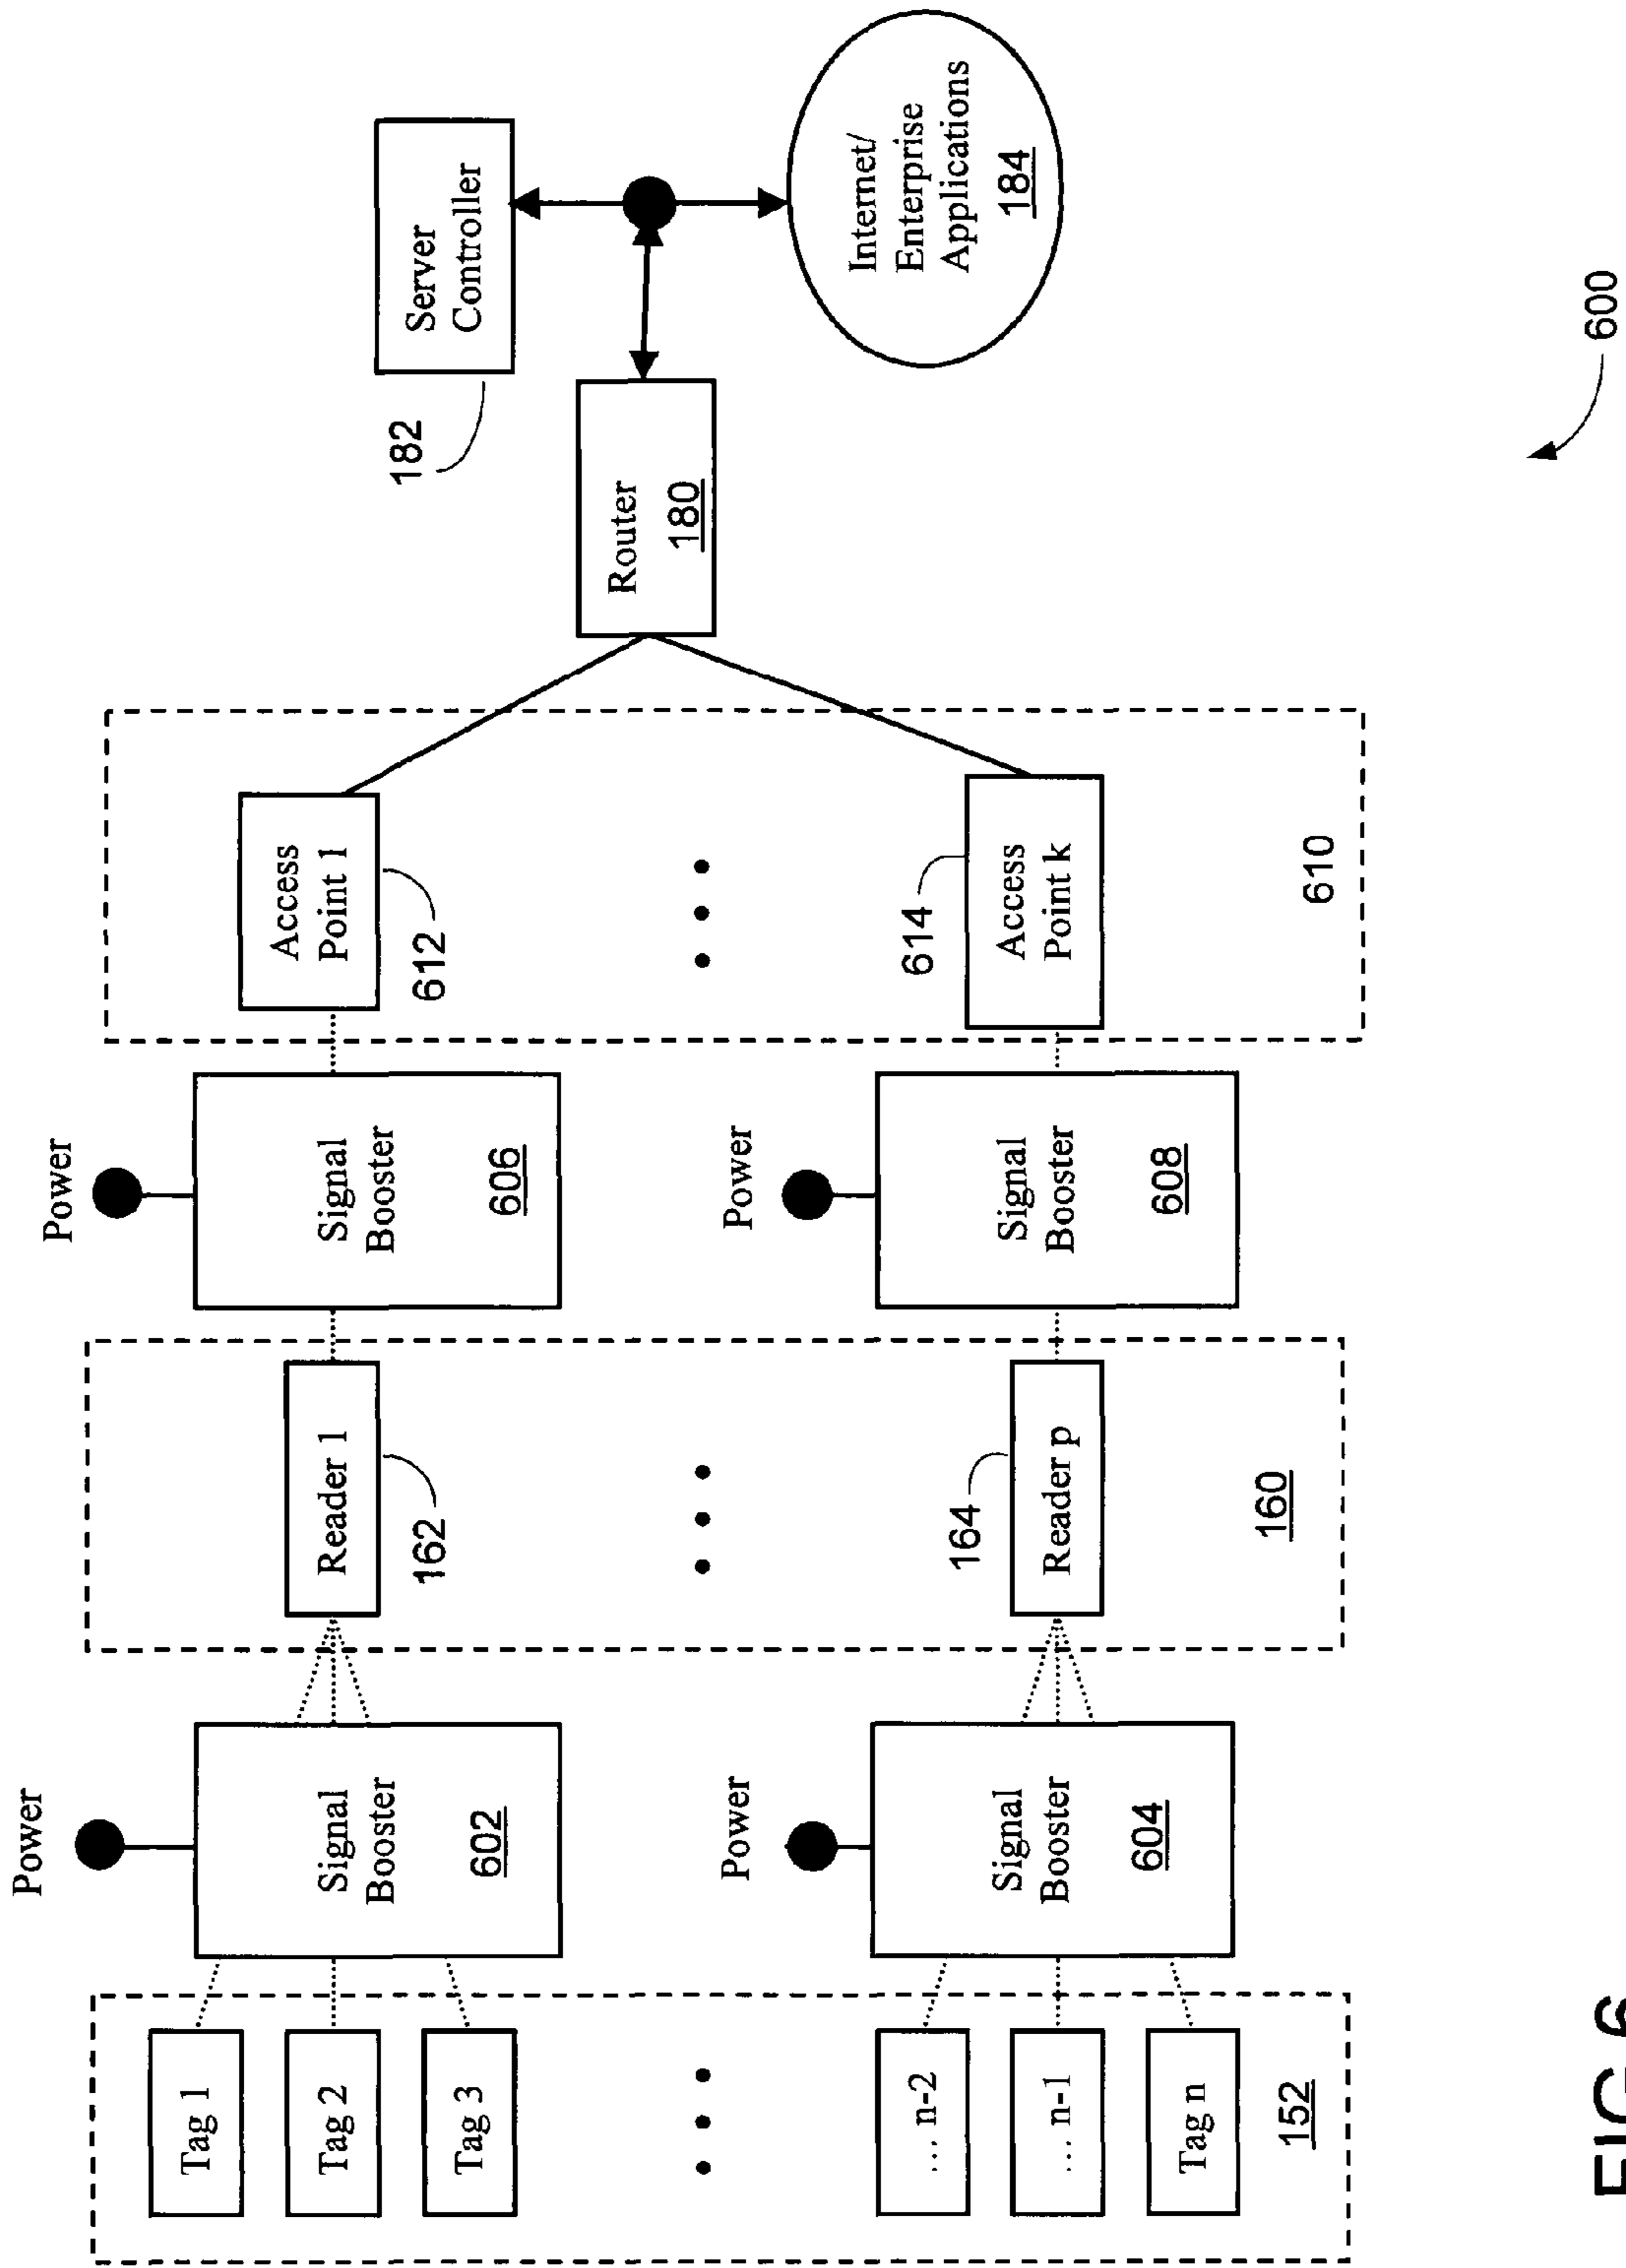 Tag 1
Tag 2
Tag 3
... n-2
... n-1
Tag n
152
Power
Signal
Booster
602
Power
Signal
Booster
604
Reader 1
162
164
Reader p
160
Power
Signal
Booster
606
Power
Signal
Booster
608
Access
Point 1
612
614
Access
Point k
610
Router
180
182
Server
Controller
Internet/
Enterprise
Applications
184
600
FIG 6